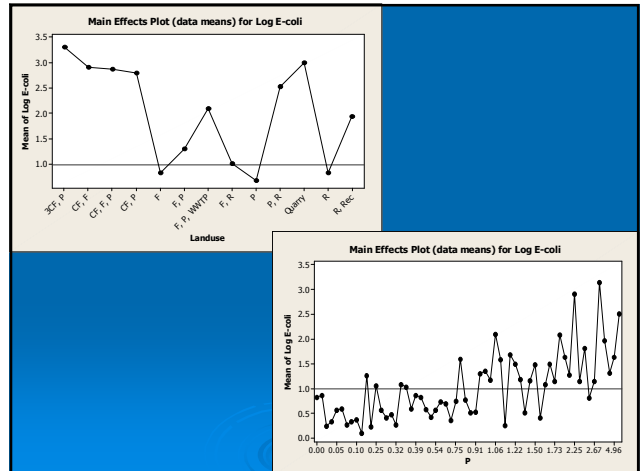 Main Effects Plot (data means) for Log E-coli
3.5
3.0
2.5
2.0
1.5
1.0
Mean of Log E-coli
3CF, P
CF, F
CF, F, P
CF, P
F
F, P
F, P, WWTP
F, R
P
P, R
Quarry
R
R, Rec
Landuse
Main Effects Plot (data means) for Log E-coli
3.5
3.0
2.5
2.0
1.5
1.0
0.5
0.0
Mean of Log E-coli
0.00 0.05 0.10 0.25 0.32 0.39 0.54 0.75 0.91 1.06 1.22 1.50 1.73 2.25 2.67 4.96
P